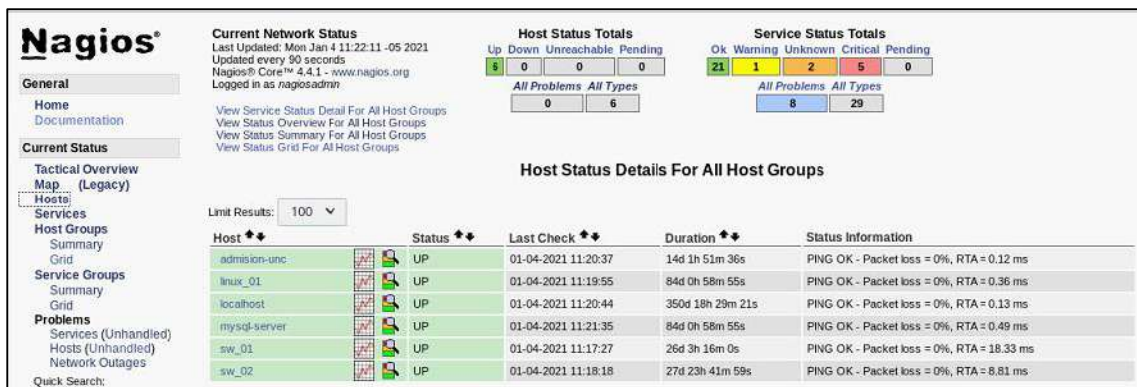 Nagios®
General
Home
Documentation
Current Status
Tactical Overview
Map (Legacy)
Hosts
Services
Host Groups
Summary
Grid
Service Groups
Summary
Grid
Problems
Services (Unhandled)
Hosts (Unhandled)
Network Outages
Quick Search:
Current Network Status
Last Updated: Mon Jan 4 11:22:11 -05 2021
Updated every 90 seconds
Nagios® Core™ 4.4.1 - www.nagios.org
Logged in as nagiosadmin
View Service Status Detail For All Host Groups
View Status Overview For All Host Groups
View Status Summary For All Host Groups
View Status Grid For All Host Groups
Host Status Totals
Up Down Unreachable Pending
6 0 0 0
All Problems All Types
0 6
Service Status Totals
Ok Warning Unknown Critical Pending
21 1 2 5 0
All Problems All Types
8 29
Host Status Details For All Host Groups
Limit Results: 100
Host Status Last Check Duration Status Information
admision-unc UP 01-04-2021 11:20:37 14d 1h 51m 36s PING OK - Packet loss = 0%, RTA = 0.12 ms
linux_01 UP 01-04-2021 11:19:55 84d 0h 58m 55s PING OK - Packet loss = 0%, RTA = 0.36 ms
localhost UP 01-04-2021 11:20:44 350d 18h 29m 21s PING OK - Packet loss = 0%, RTA = 0.13 ms
mysql-server UP 01-04-2021 11:21:35 84d 0h 58m 55s PING OK - Packet loss = 0%, RTA = 0.49 ms
sw_01 UP 01-04-2021 11:17:27 26d 3h 16m 0s PING OK - Packet loss = 0%, RTA = 18.33 ms
sw_02 UP 01-04-2021 11:18:18 27d 23h 41m 59s PING OK - Packet loss = 0%, RTA = 8.81 ms